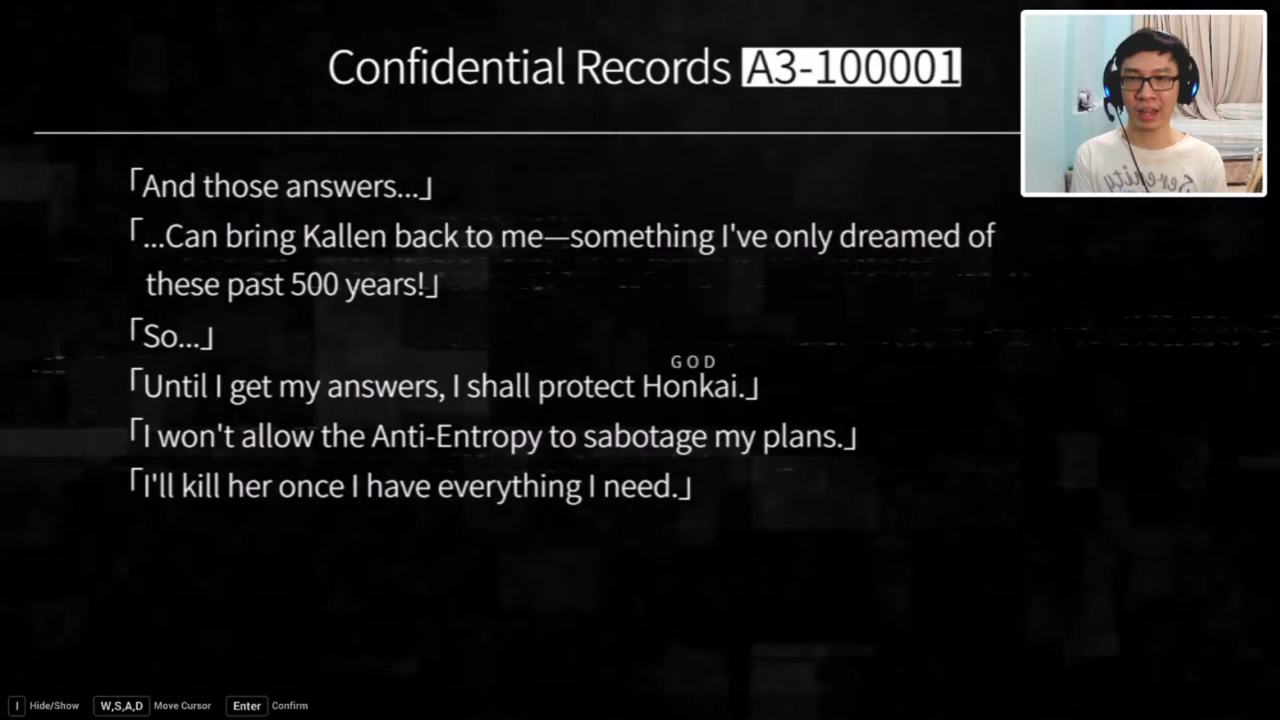 Confidential Records A3-100001
「And those answers...」
「...Can bring Kallen back to me—something I've only dreamed of
these past 500 years!」
「So...」
GOD
「Until I get my answers, I shall protect Honkai.」
「I won't allow the Anti-Entropy to sabotage my plans.」
「I'll kill her once I have everything I need.」
Serenity
I Hide/Show W,S,A,D Move Cursor Enter Confirm